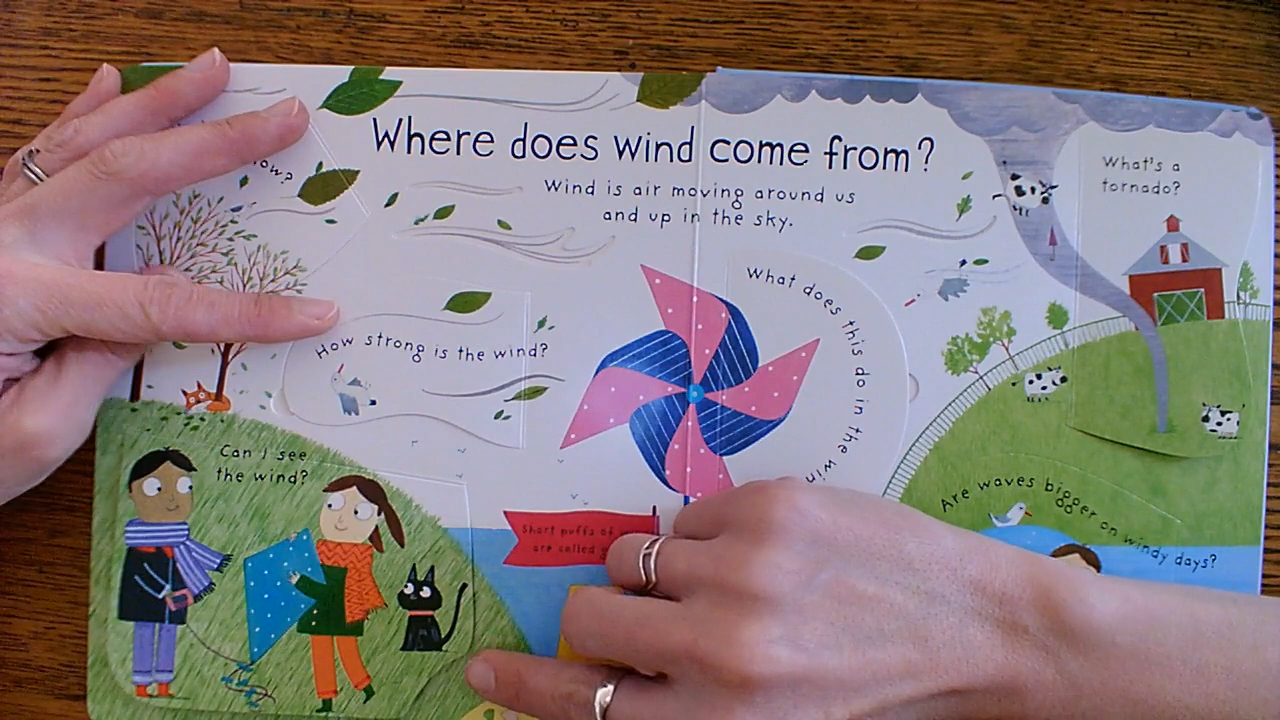 Where does wind come from?
Wind is air moving around us
and up in the sky.
What's a
tornado?
How strong is the wind?
What does this do in the
Can I see
the wind?
Short puffs of
are called
Are waves bigger on windy days?